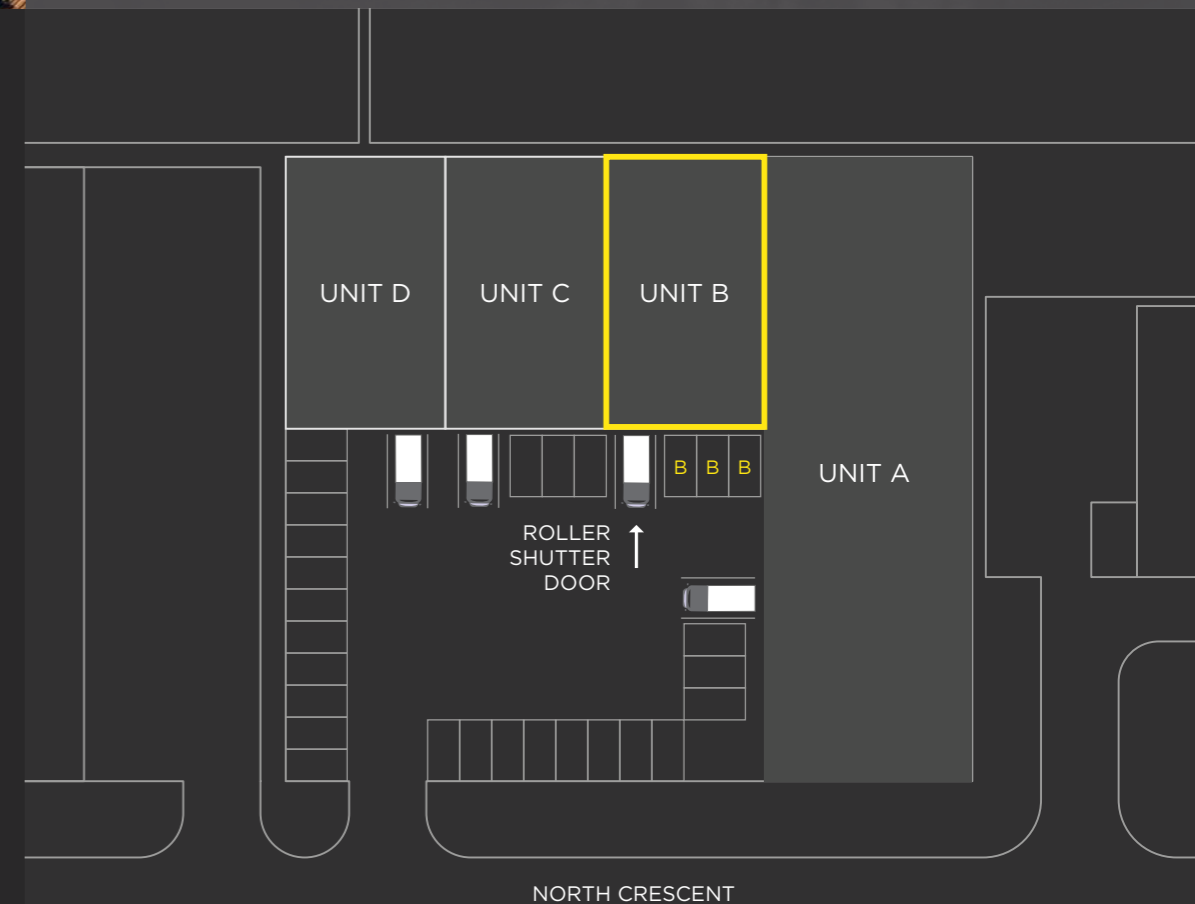 UNIT D
UNIT C
UNIT B
UNIT A
B B B
ROLLER
SHUTTER
DOOR
NORTH CRESCENT